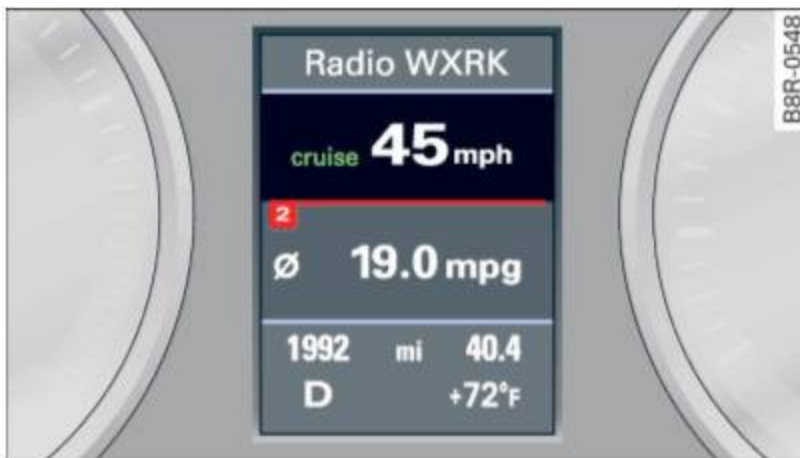 Radio WXRK
cruise 45 mph
2
Ø 19.0 mpg
1992 mi 40.4
D +72°F
B8R-0548